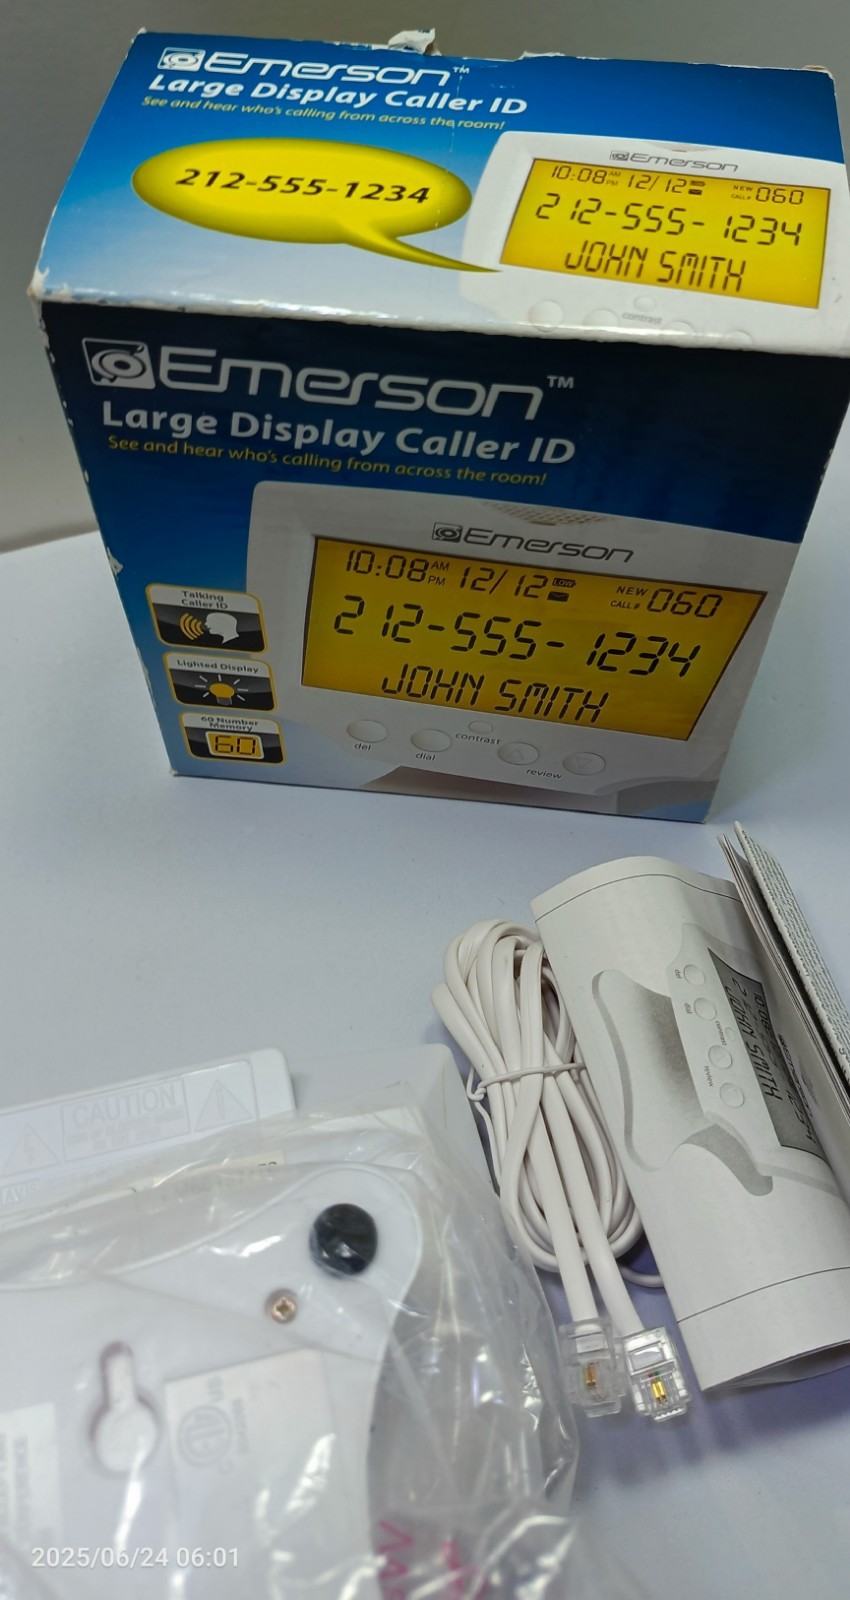 Emerson™
Large Display Caller ID
See and hear who's calling from across the room!
212-555-1234
Emerson
10:08 AM PM 12/12 NEW CALL# 060
212-555-1234
JOHN SMITH
contrast
Emerson™
Large Display Caller ID
See and hear who's calling from across the room!
Emerson
10:08 AM PM 12/12 LOW NEW CALL# 060
212-555-1234
JOHN SMITH
Talking
Caller ID
Lighted Display
60 Number
Memory
60
del
dial
contrast
review
del
dial
contrast
review
JOHN SMITH
CAUTION
2025/06/24 06:01